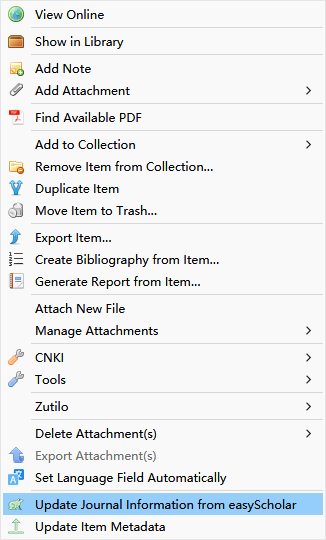 View Online
Show in Library
Add Note
Add Attachment
Find Available PDF
Add to Collection
Remove Item from Collection...
Duplicate Item
Move Item to Trash...
Export Item...
Create Bibliography from Item...
Generate Report from Item...
Attach New File
Manage Attachments
CNKI
Tools
Zutilo
Delete Attachment(s)
Export Attachment(s)
Set Language Field Automatically
Update Journal Information from easyScholar
Update Item Metadata